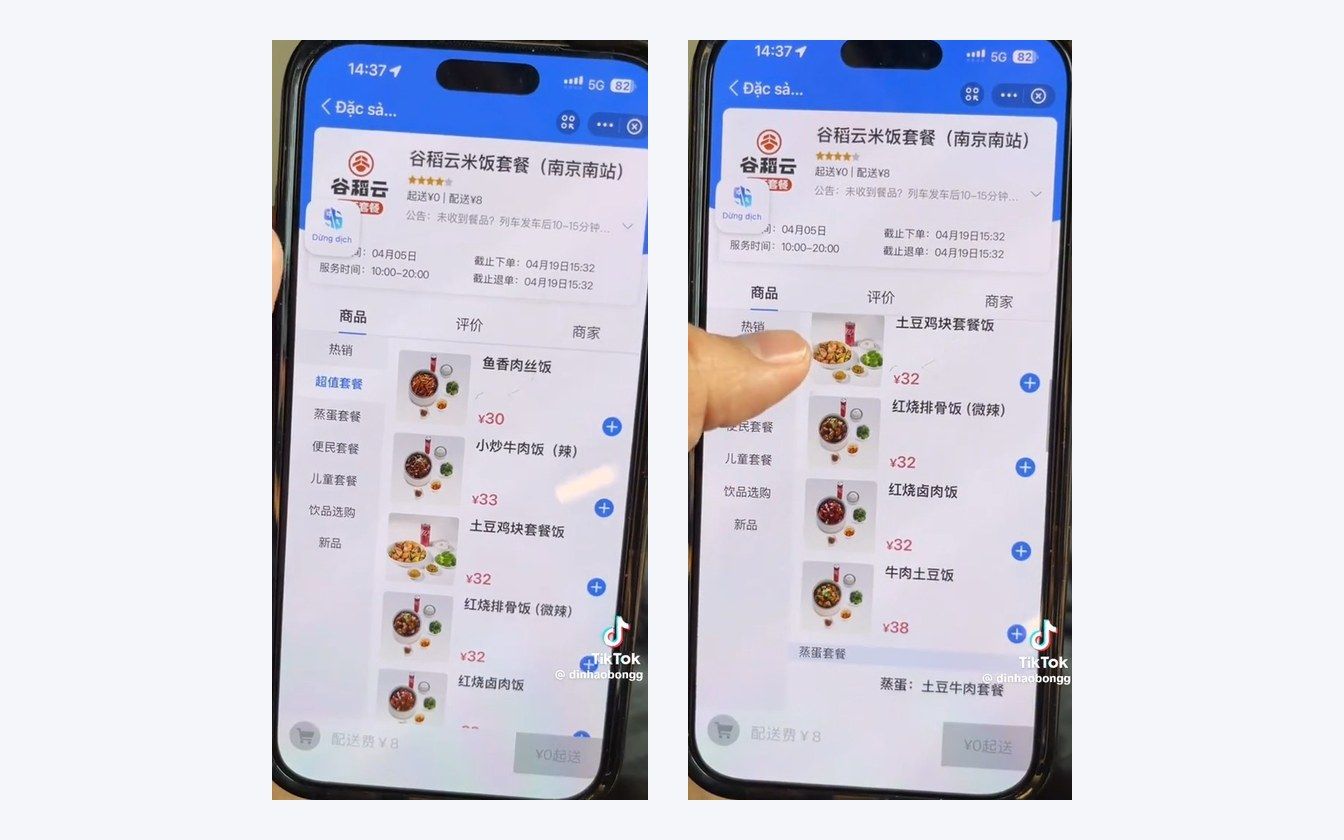 14:37
5G 82
Đặc sả...
谷稻云
套餐
谷稻云米饭套餐（南京南站）
起送¥0 | 配送¥8
公告：未收到餐品？列车发车后10-15分钟...
Dừng dịch
间：04月05日
截止下单：04月19日15:32
服务时间：10:00-20:00
截止退单：04月19日15:32
商品
评价
商家
热销
超值套餐
蒸蛋套餐
便民套餐
儿童套餐
饮品选购
新品
鱼香肉丝饭
¥30
小炒牛肉饭（辣）
¥33
土豆鸡块套餐饭
¥32
红烧排骨饭 (微辣)
¥32
红烧卤肉饭
配送费 ¥ 8
¥0起送
TikTok
@ dinhaobongg
14:37
5G 82
Đặc sả...
谷稻云
套餐
谷稻云米饭套餐（南京南站）
起送¥0 | 配送¥8
公告：未收到餐品？列车发车后10-15分钟...
Dừng dịch
间：04月05日
截止下单：04月19日15:32
服务时间：10:00-20:00
截止退单：04月19日15:32
商品
评价
商家
热销
便民套餐
儿童套餐
饮品选购
新品
土豆鸡块套餐饭
¥32
红烧排骨饭 (微辣)
¥32
红烧卤肉饭
¥32
牛肉土豆饭
¥38
蒸蛋套餐
蒸蛋：土豆牛肉套餐
配送费 ¥ 8
¥0起送
TikTok
@ dinhaobongg